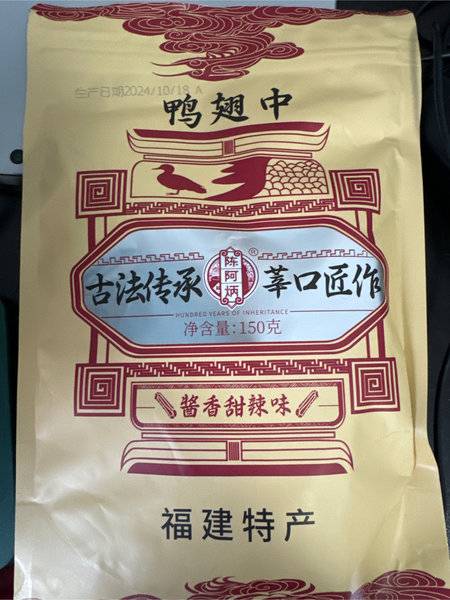 生产日期2024/10/18 A
鸭翅中
古法传承
陈阿炳
®
莘口匠作
HUNDRED YEARS OF INHERITANCE
净含量:150克
酱香甜辣味
福建特产